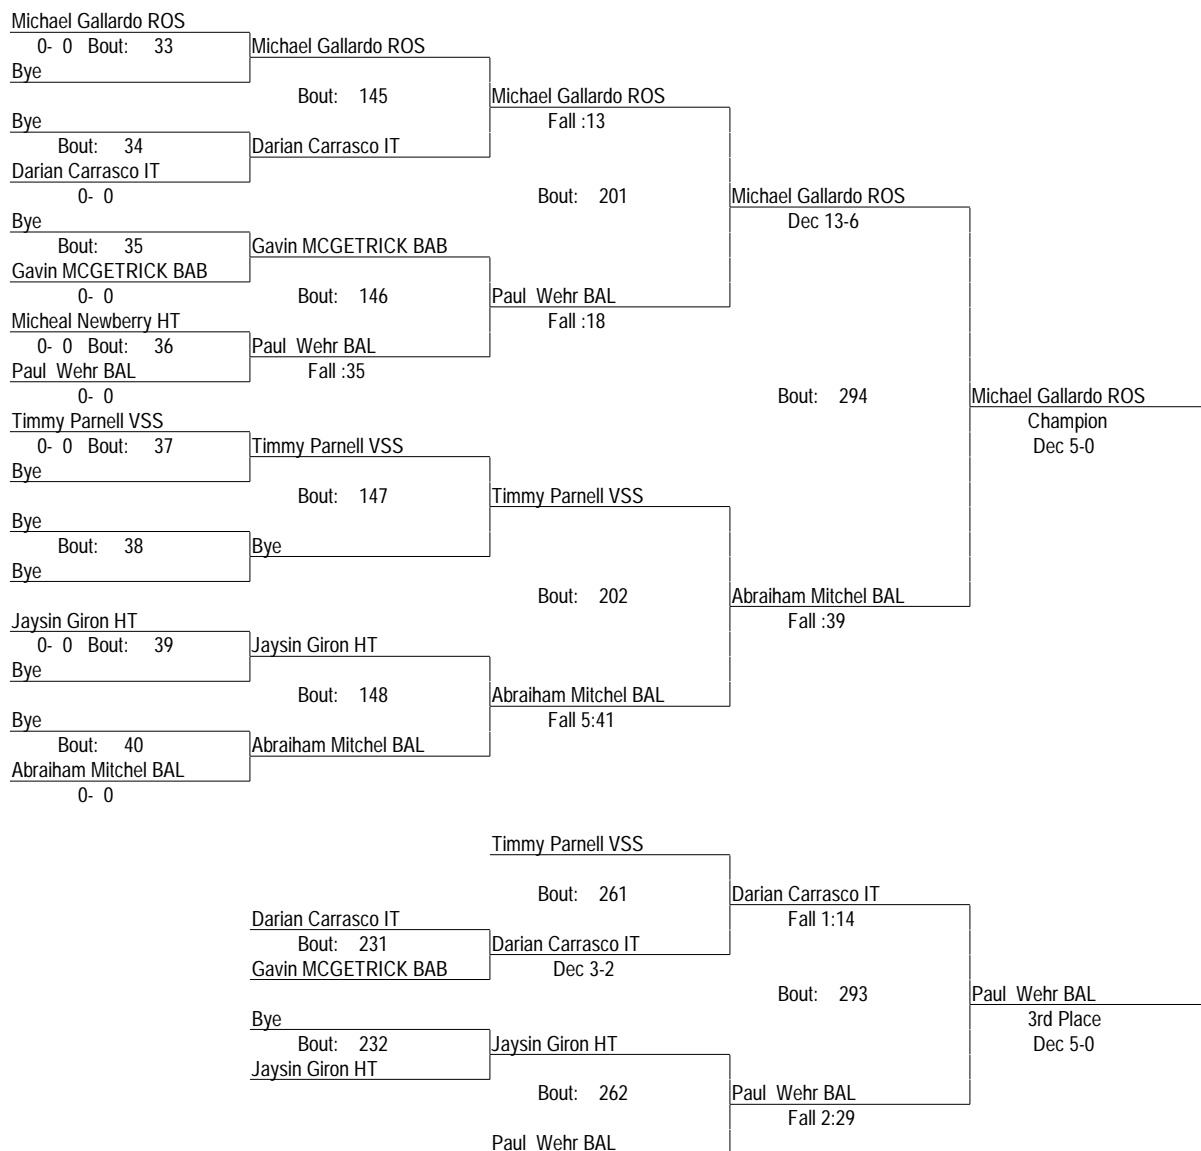 Michael Gallardo ROS
0- 0 Bout: 33
Michael Gallardo ROS
Bye
Bout: 145
Michael Gallardo ROS
Bye
Fall :13
Bout: 34
Darian Carrasco IT
Darian Carrasco IT
0- 0
Bout: 201
Michael Gallardo ROS
Bye
Dec 13-6
Bout: 35
Gavin MCGETRICK BAB
Gavin MCGETRICK BAB
0- 0
Bout: 146
Paul Wehr BAL
Micheal Newberry HT
Fall :18
0- 0 Bout: 36
Paul Wehr BAL
Paul Wehr BAL
Fall :35
0- 0
Bout: 294
Michael Gallardo ROS
Timmy Parnell VSS
Champion
0- 0 Bout: 37
Timmy Parnell VSS
Dec 5-0
Bye
Bout: 147
Timmy Parnell VSS
Bye
Bout: 38
Bye
Bye
Bout: 202
Abraiham Mitchel BAL
Jaysin Giron HT
Fall :39
0- 0 Bout: 39
Jaysin Giron HT
Bye
Bout: 148
Abraiham Mitchel BAL
Bye
Fall 5:41
Bout: 40
Abraiham Mitchel BAL
Abraiham Mitchel BAL
0- 0
Timmy Parnell VSS
Bout: 261
Darian Carrasco IT
Darian Carrasco IT
Fall 1:14
Bout: 231
Darian Carrasco IT
Gavin MCGETRICK BAB
Dec 3-2
Bout: 293
Paul Wehr BAL
Bye
3rd Place
Bout: 232
Jaysin Giron HT
Dec 5-0
Jaysin Giron HT
Bout: 262
Paul Wehr BAL
Fall 2:29
Paul Wehr BAL